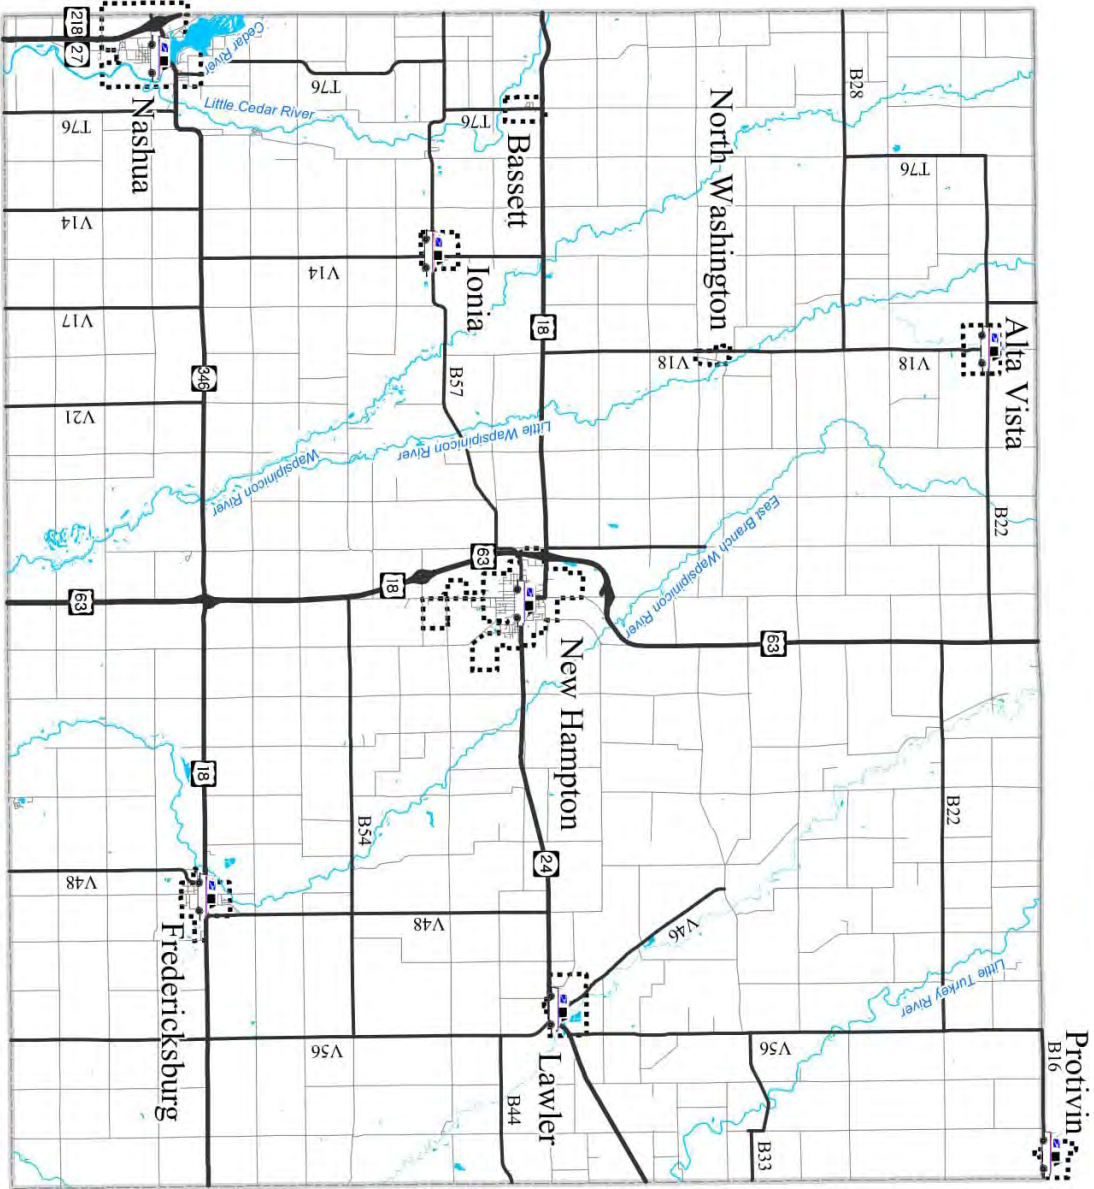 Protivin
B16
Alta Vista
B22
B28
T76
V18
North Washington
V18
63
B22
Little Turkey River
V56
B33
East Branch Wapsipinicon River
Bassett
T76
18
Ionia
B57
V14
Little Wapsipinicon River
Wapsipinicon River
New Hampton
63
18
24
V46
Lawler
B44
V48
B54
V56
Cedar River
Little Cedar River
T76
218
27
Nashua
T76
V14
V17
346
V21
63
18
V48
Fredericksburg